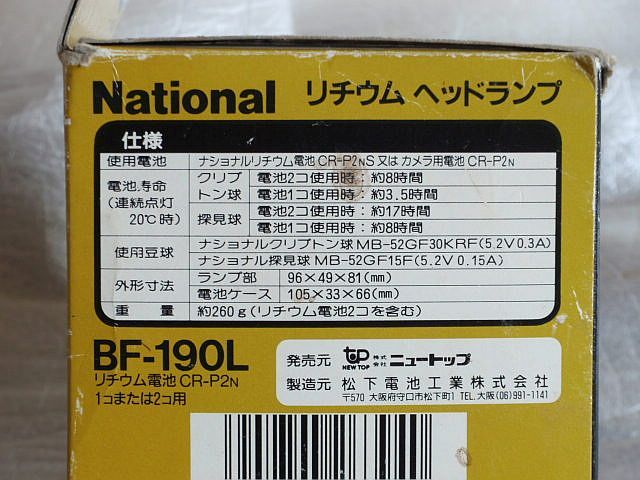 National リチウム ヘッドランプ
仕様
使用電池 ナショナルリチウム電池 CR-P2NS 又は カメラ用電池 CR-P2N
電池寿命 (連続点灯 20℃時) クリプトン球 電池2コ使用時：約8時間
電池1コ使用時：約3.5時間
探見球 電池2コ使用時：約17時間
電池1コ使用時：約8時間
使用豆球 ナショナルクリプトン球 MB-52GF30KRF(5.2V 0.3A)
ナショナル探見球 MB-52GF15F(5.2V 0.15A)
外形寸法 ランプ部 96×49×81(mm)
電池ケース 105×33×66(mm)
重量 約260g(リチウム電池2コを含む)
BF-190L
リチウム電池 CR-P2N
1コまたは2コ用
発売元 top NEW TOP 株式会社 ニュートップ
製造元 松下電池工業株式会社
〒570 大阪府守口市松下町1 TEL.大阪(06)991-1141